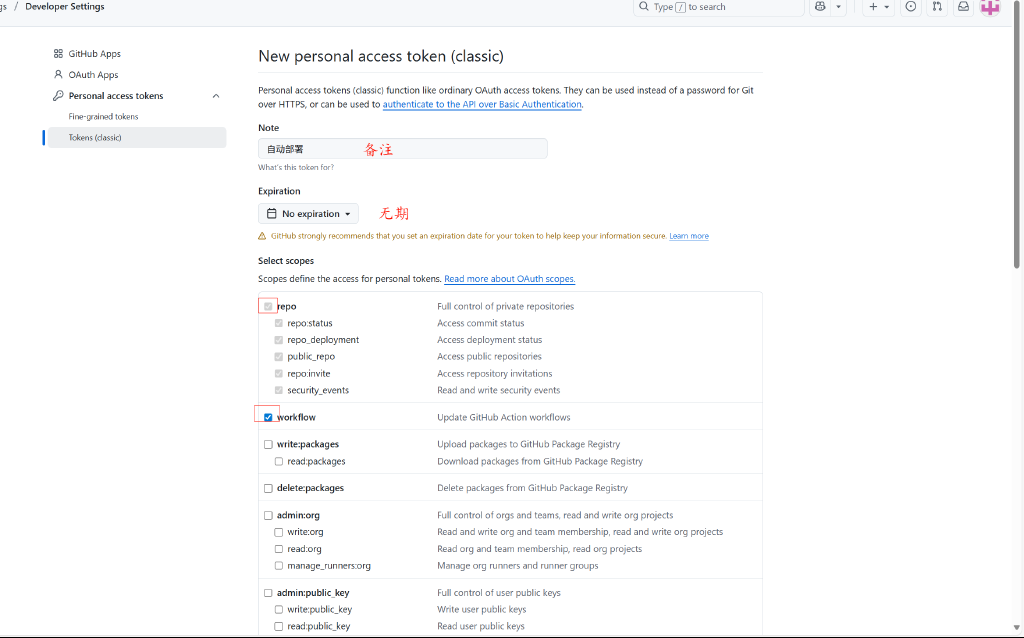 gs / Developer Settings
Type / to search
GitHub Apps
OAuth Apps
Personal access tokens
Fine-grained tokens
Tokens (classic)
New personal access token (classic)
Personal access tokens (classic) function like ordinary OAuth access tokens. They can be used instead of a password for Git
over HTTPS, or can be used to authenticate to the API over Basic Authentication.
Note
自动部署 备注
What's this token for?
Expiration
No expiration 无期
GitHub strongly recommends that you set an expiration date for your token to help keep your information secure. Learn more
Select scopes
Scopes define the access for personal tokens. Read more about OAuth scopes.
repo Full control of private repositories
repo:status Access commit status
repo_deployment Access deployment status
public_repo Access public repositories
repo:invite Access repository invitations
security_events Read and write security events
workflow Update GitHub Action workflows
write:packages Upload packages to GitHub Package Registry
read:packages Download packages from GitHub Package Registry
delete:packages Delete packages from GitHub Package Registry
admin:org Full control of orgs and teams, read and write org projects
write:org Read and write org and team membership, read and write org projects
read:org Read org and team membership, read org projects
manage_runners:org Manage org runners and runner groups
admin:public_key Full control of user public keys
write:public_key Write user public keys
read:public_key Read user public keys